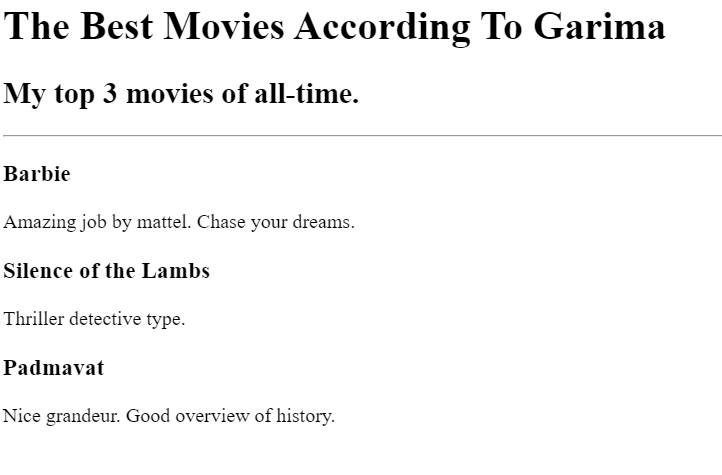 The Best Movies According To Garima
My top 3 movies of all-time.
Barbie
Amazing job by mattel. Chase your dreams.
Silence of the Lambs
Thriller detective type.
Padmavat
Nice grandeur. Good overview of history.